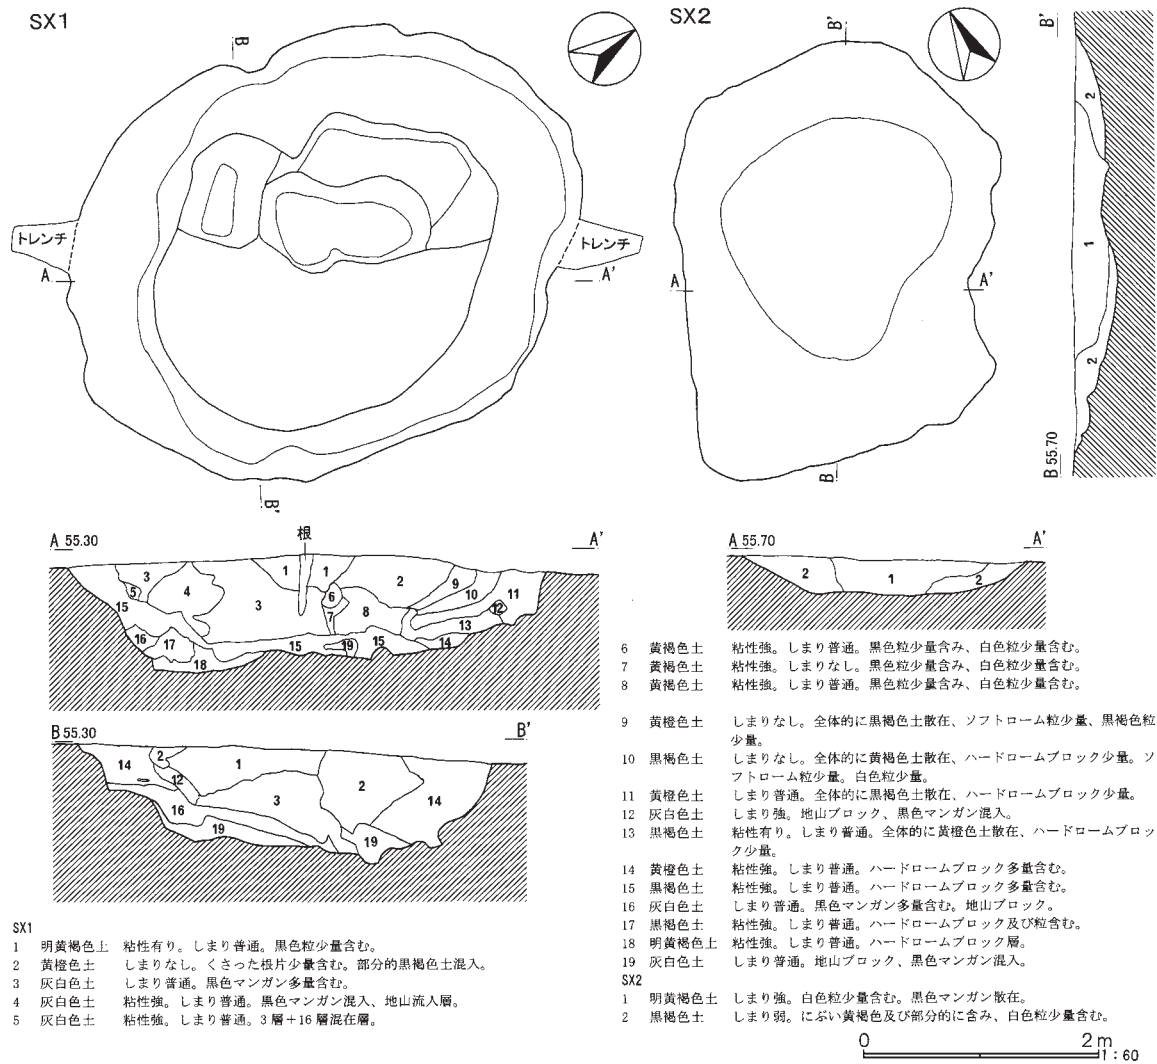 SX1
B
トレンチ
トレンチ
A
A'
B'
SX2
B'
A
A'
B
B'
2
1
2
B 55.70
根
A 55.30
A'
3
5
4
15
16
17
18
3
1
1
6
7
2
8
9
10
11
12
13
14
15
19
15
B 55.30
B'
14
2
12
1
3
2
14
16
19
19
A 55.70
A'
2
1
2
SX1
1 明黄褐色土 粘性有り。しまり普通。黒色粒少量含む。
2 黄橙色土 しまりなし。くさった根片少量含む。部分的黒褐色土混入。
3 灰白色土 しまり普通。黒色マンガン多量含む。
4 灰白色土 粘性強。しまり普通。黒色マンガン混入、地山流入層。
5 灰白色土 粘性強。しまり普通。3層＋16層混在層。
6 黄褐色土 粘性強。しまり普通。黒色粒少量含み、白色粒少量含む。
7 黄褐色土 粘性強。しまりなし。黒色粒少量含み、白色粒少量含む。
8 黄褐色土 粘性強。しまり普通。黒色粒少量含み、白色粒少量含む。
9 黄橙色土 しまりなし。全体的に黒褐色土散在、ソフトローム粒少量、黒褐色粒
少量。
10 黒褐色土 しまりなし。全体的に黄褐色土散在、ハードロームブロック少量。ソ
フトローム粒少量。白色粒少量。
11 黄橙色土 しまり普通。全体的に黒褐色土散在、ハードロームブロック少量。
12 灰白色土 しまり強。地山ブロック、黒色マンガン混入。
13 黒褐色土 粘性有り。しまり普通。全体的に黄橙色土散在、ハードロームブロッ
ク少量。
14 黄橙色土 粘性強。しまり普通。ハードロームブロック多量含む。
15 黒褐色土 粘性強。しまり普通。ハードロームブロック多量含む。
16 灰白色土 しまり普通。黒色マンガン多量含む。地山ブロック。
17 黒褐色土 粘性強。しまり普通。ハードロームブロック及び粒含む。
18 明黄褐色土 粘性強。しまり普通。ハードロームブロック層。
19 灰白色土 しまり普通。地山ブロック、黒色マンガン混入。
SX2
1 明黄褐色土 しまり強。白色粒少量含む。黒色マンガン散在。
2 黒褐色土 しまり弱。にぶい黄褐色及び部分的に含み、白色粒少量含む。
0 2m
1：60